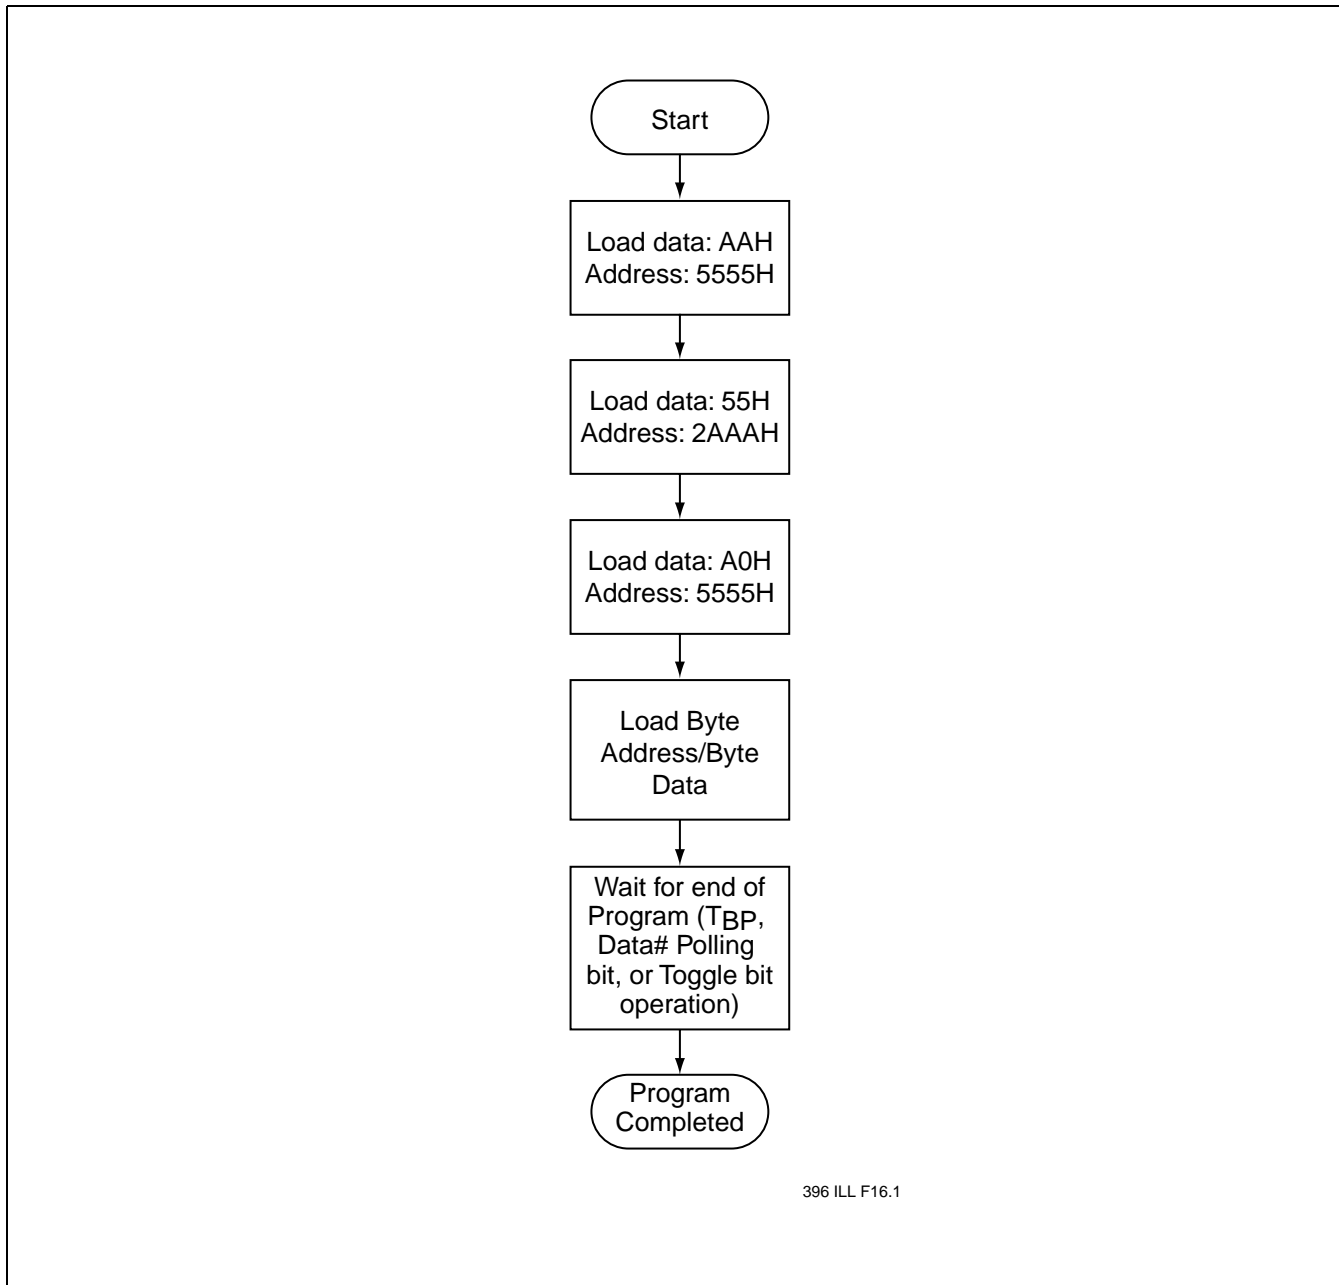 Start
Load data: AAH
Address: 5555H
Load data: 55H
Address: 2AAAH
Load data: A0H
Address: 5555H
Load Byte
Address/Byte
Data
Wait for end of
Program (TBP,
Data# Polling
bit, or Toggle bit
operation)
Program
Completed
396 ILL F16.1